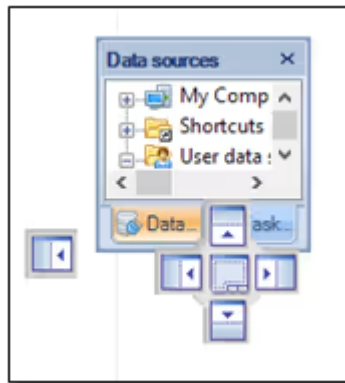 Data sources
My Comp
Shortcuts
User data :
Data...
ask...